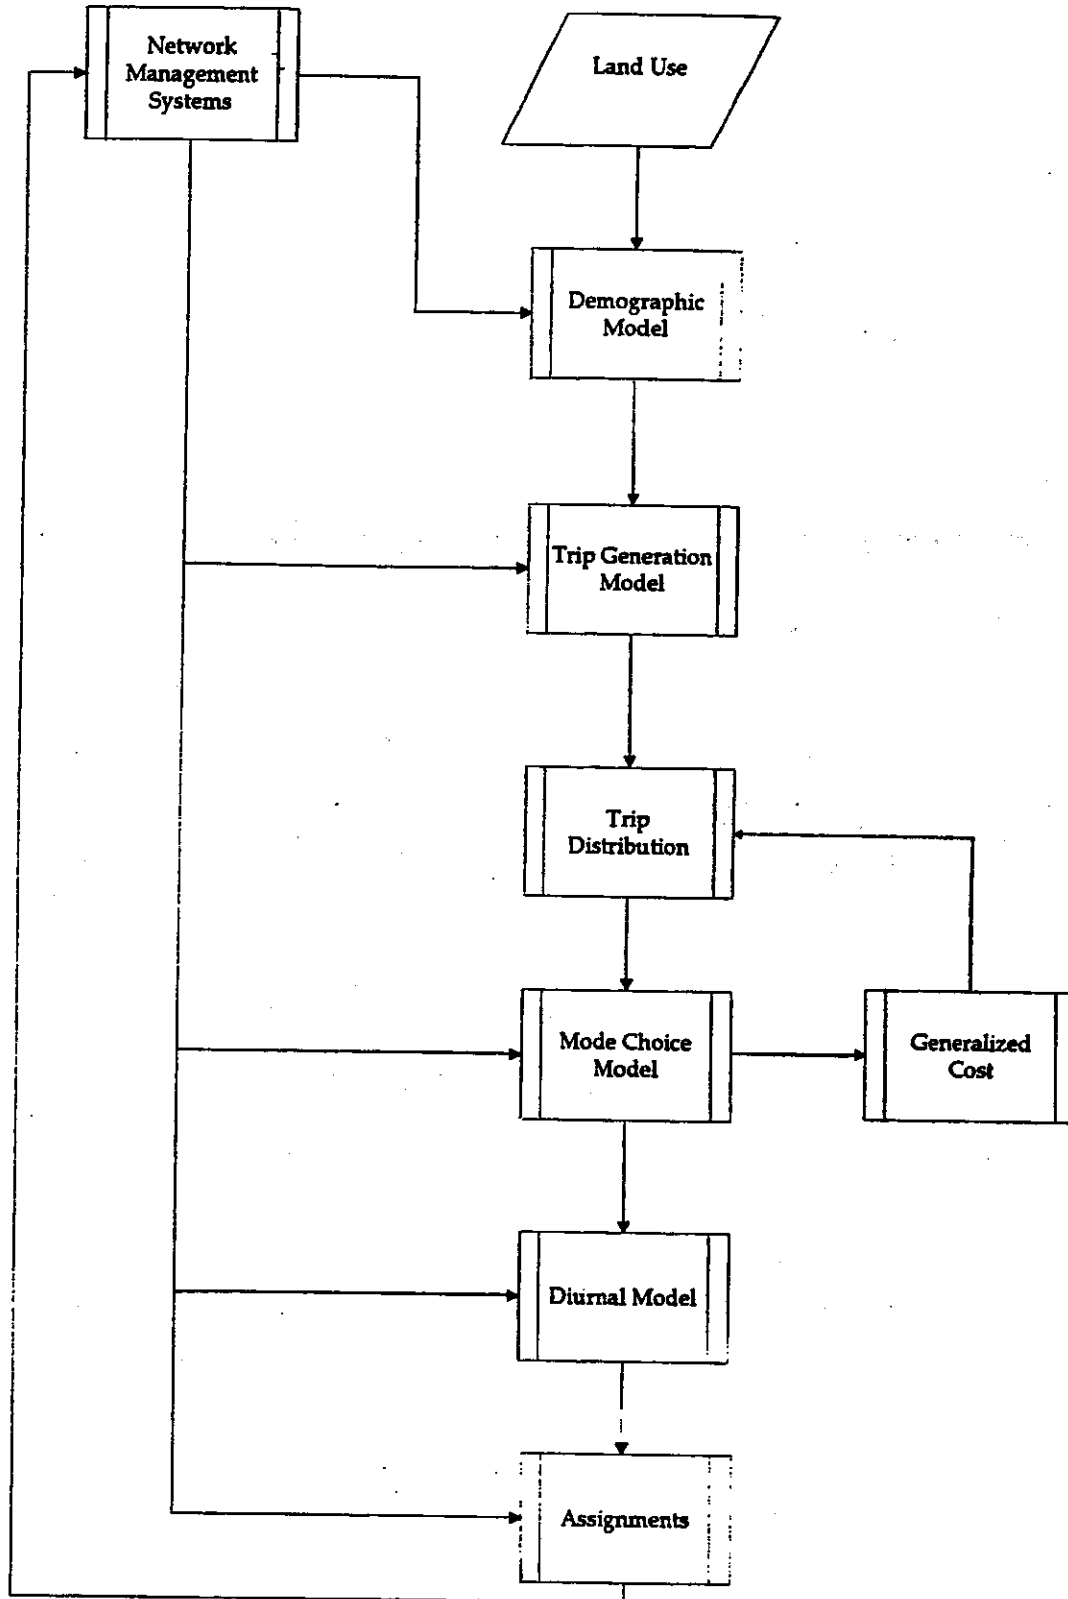 Network
Management
Systems
Land Use
Demographic
Model
Trip Generation
Model
Trip
Distribution
Mode Choice
Model
Generalized
Cost
Diurnal Model
Assignments